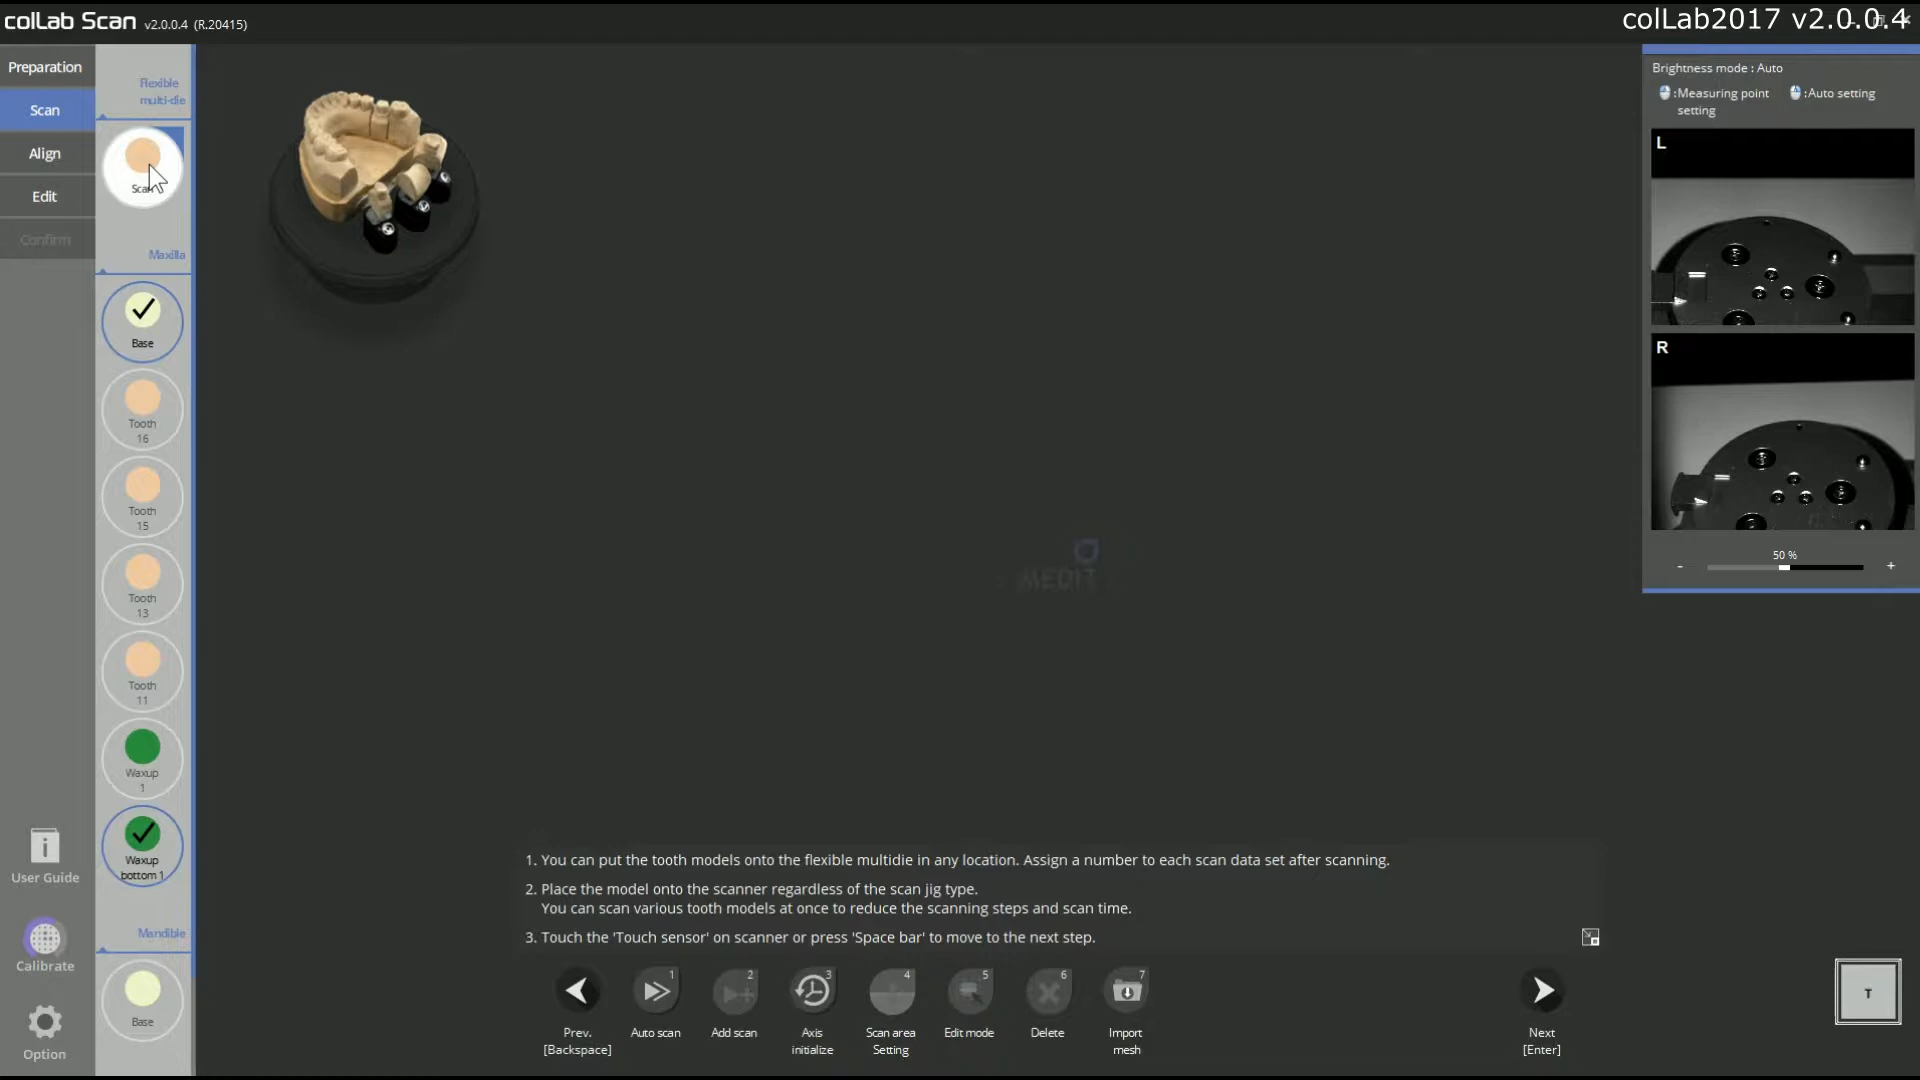 colLab Scan v2.0.0.4 (R.20415)
colLab2017 v2.0.0.4
Preparation
Scan
Align
Edit
Confirm
User Guide
Calibrate
Option
Flexible
multi-die
Scan
Maxilla
Base
Tooth
16
Tooth
15
Tooth
13
Tooth
11
Waxup
1
Waxup
bottom 1
Mandible
Base
MEDIT
1. You can put the tooth models onto the flexible multidie in any location. Assign a number to each scan data set after scanning.
2. Place the model onto the scanner regardless of the scan jig type.
You can scan various tooth models at once to reduce the scanning steps and scan time.
3. Touch the 'Touch sensor' on scanner or press 'Space bar' to move to the next step.
Prev.
[Backspace]
1
Auto scan
2
Add scan
3
Axis
initialize
4
Scan area
Setting
5
Edit mode
6
Delete
7
Import
mesh
Next
[Enter]
Brightness mode : Auto
:Measuring point
setting
:Auto setting
L
R
50 %
- +
T